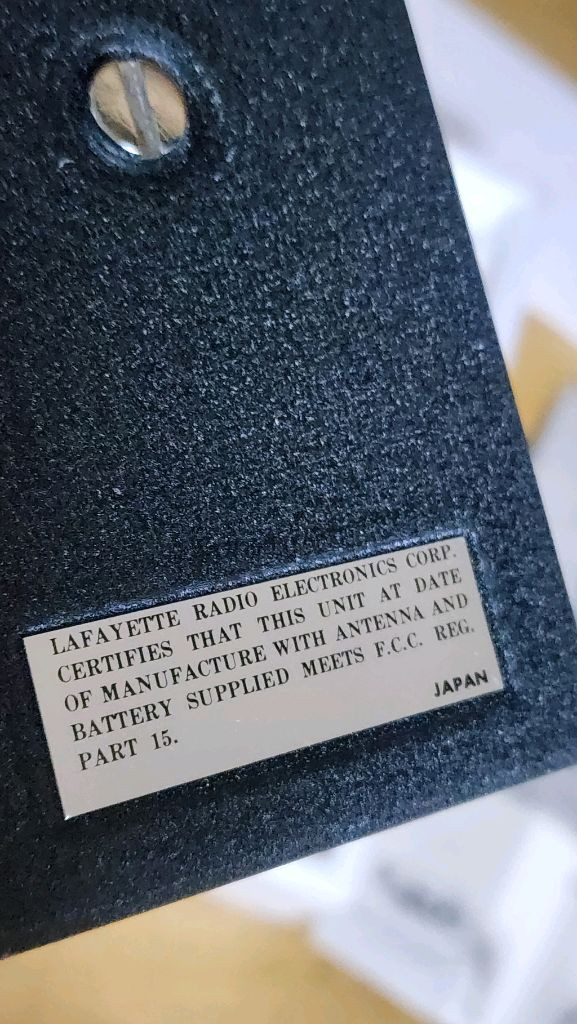 LAFAYETTE RADIO ELECTRONICS CORP.
CERTIFIES THAT THIS UNIT AT DATE
OF MANUFACTURE WITH ANTENNA AND
BATTERY SUPPLIED MEETS F.C.C. REG.
PART 15.
JAPAN